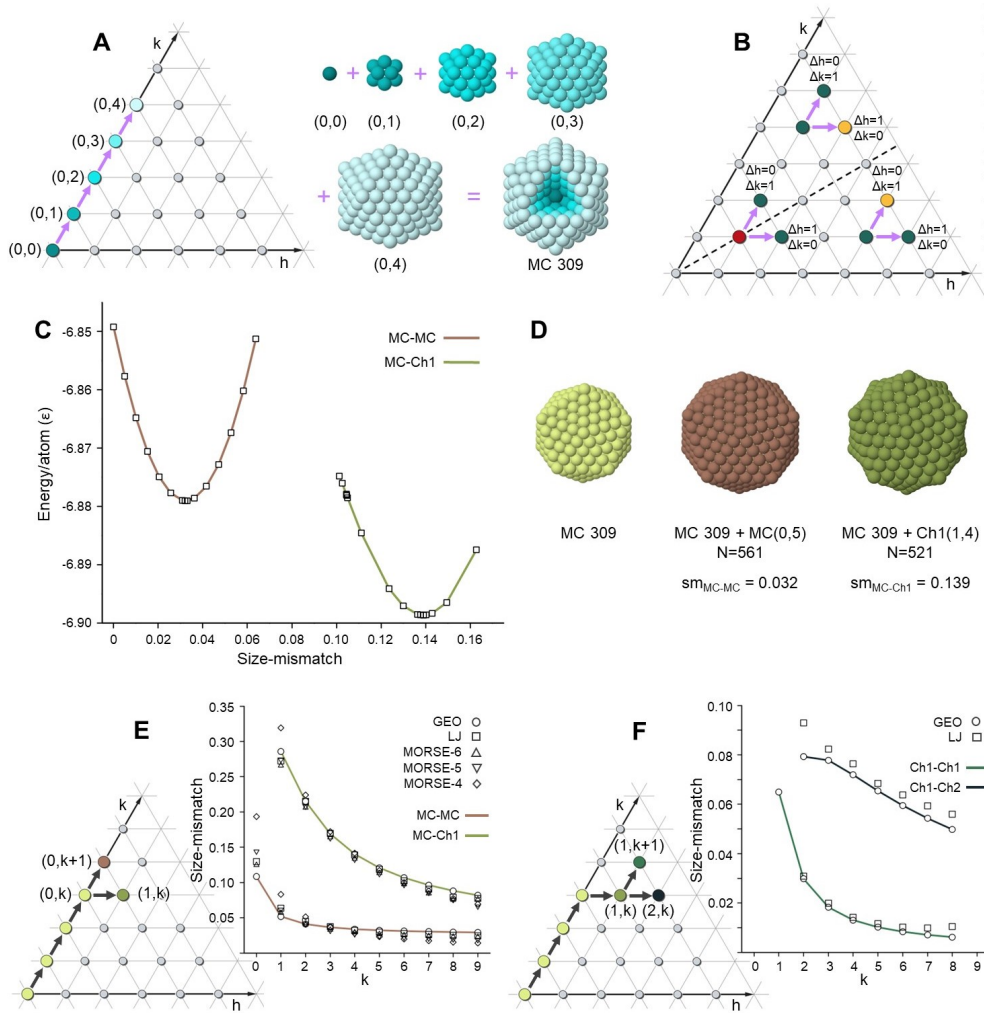 A
k
(0,4)
(0,3)
(0,2)
(0,1)
(0,0)
h
+ + +
(0,0) (0,1) (0,2) (0,3)
+ =
(0,4) MC 309
B
k
Δh=0
Δk=1
Δh=1
Δk=0
Δh=0
Δk=1
Δh=0
Δk=1
Δh=1
Δk=0
Δh=1
Δk=0
h
C
MC-MC
MC-Ch1
Energy/atom (ε)
-6.85
-6.86
-6.87
-6.88
-6.89
-6.90
0 0.02 0.04 0.06 0.08 0.10 0.12 0.14 0.16
Size-mismatch
D
MC 309
MC 309 + MC(0,5)
N=561
sm MC-MC = 0.032
MC 309 + Ch1(1,4)
N=521
sm MC-Ch1 = 0.139
E
k
(0,k+1)
(0,k)
(1,k)
h
Size-mismatch
0.35
0.30
0.25
0.20
0.15
0.10
0.05
GEO
LJ
MORSE-6
MORSE-5
MORSE-4
MC-MC
MC-Ch1
0 1 2 3 4 5 6 7 8 9
k
F
k
(1,k+1)
(1,k)
(2,k)
h
Size-mismatch
0.10
0.08
0.06
0.04
0.02
GEO
LJ
Ch1-Ch1
Ch1-Ch2
0 1 2 3 4 5 6 7 8 9
k